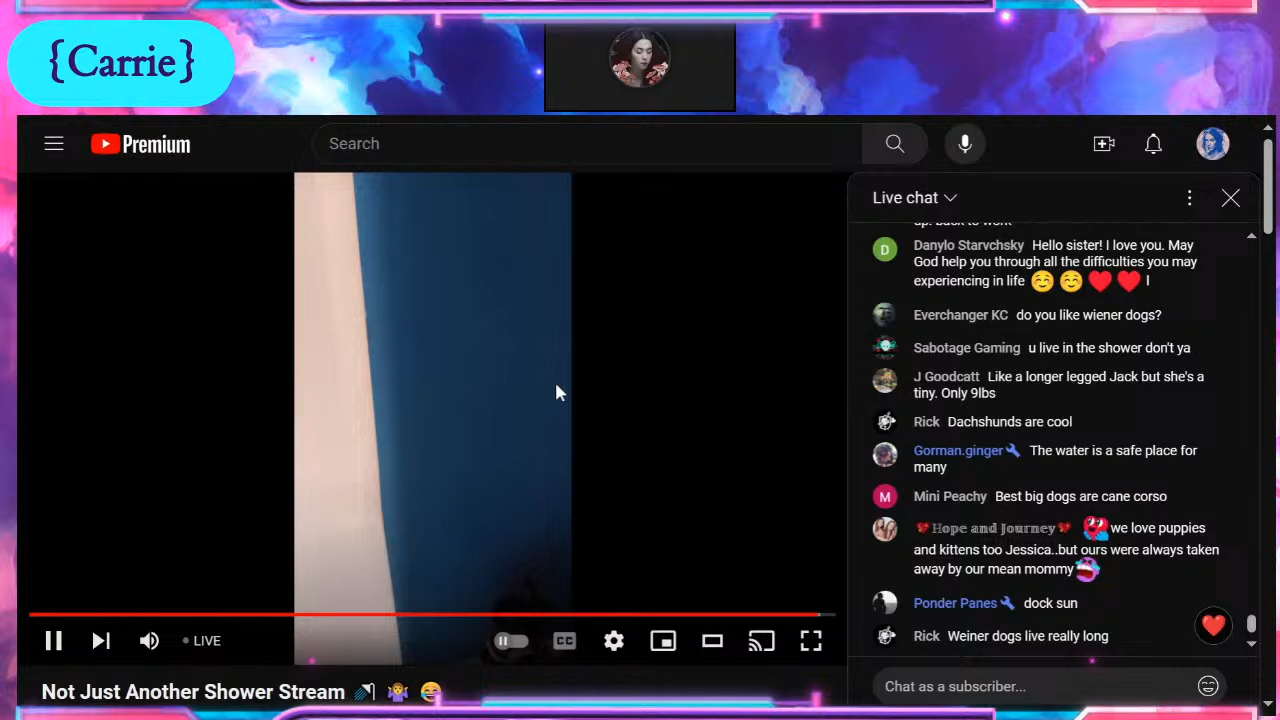 {Carrie}
Premium
Search
Live chat
up. back to work
Danylo Starvchsky Hello sister! I love you. May
God help you through all the difficulties you may
experiencing in life ☺️ ☺️ ❤️ ❤️ I
D
Everchanger KC do you like wiener dogs?
Sabotage Gaming u live in the shower don't ya
J Goodcatt Like a longer legged Jack but she's a
tiny. Only 9lbs
Rick Dachshunds are cool
Gorman.ginger The water is a safe place for
many
M
Mini Peachy Best big dogs are cane corso
💔Hope and Journey💔 we love puppies
and kittens too Jessica..but ours were always taken
away by our mean mommy
Ponder Panes dock sun
Rick Weiner dogs live really long
Chat as a subscriber...
LIVE
CC
Not Just Another Shower Stream 🚿 🤷‍♀️ 😂